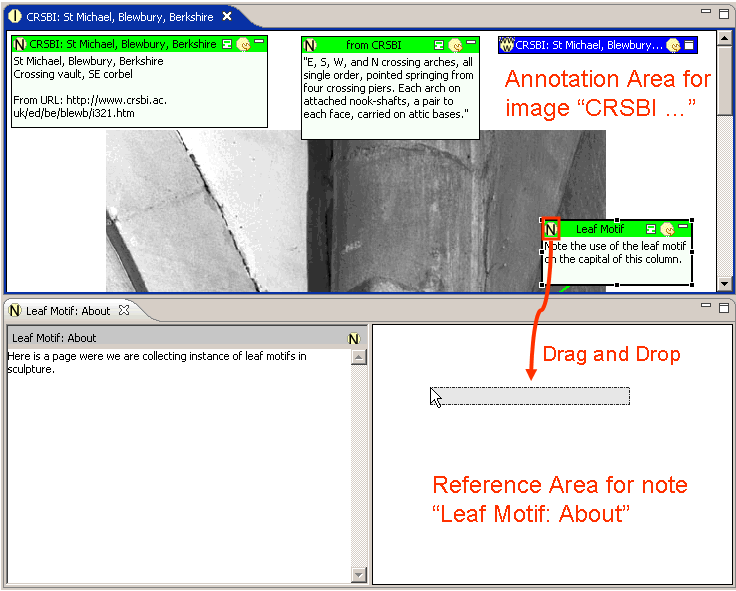 CRSBI: St Michael, Blewbury, Berkshire
N CRSBI: St Michael, Blewbury, Berkshire
St Michael, Blewbury, Berkshire
Crossing vault, SE corbel
From URL: http://www.crsbi.ac.
uk/ed/be/blewb/i321.htm
N from CRSBI
"E, S, W, and N crossing arches, all
single order, pointed springing from
four crossing piers. Each arch on
attached nook-shafts, a pair to
each face, carried on attic bases."
CRSBI: St Michael, Blewbury...
Annotation Area for
image “CRSBI ...”
N Leaf Motif
Note the use of the leaf motif
on the capital of this column.
N Leaf Motif: About
Leaf Motif: About N
Here is a page were we are collecting instance of leaf motifs in
sculpture.
Drag and Drop
Reference Area for note
“Leaf Motif: About”